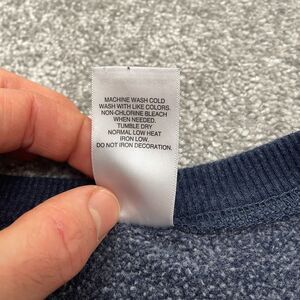 MACHINE WASH COLD
WASH WITH LIKE COLORS.
NON-CHLORINE BLEACH
WHEN NEEDED.
TUMBLE DRY
NORMAL LOW HEAT
IRON LOW.
DO NOT IRON DECORATION.